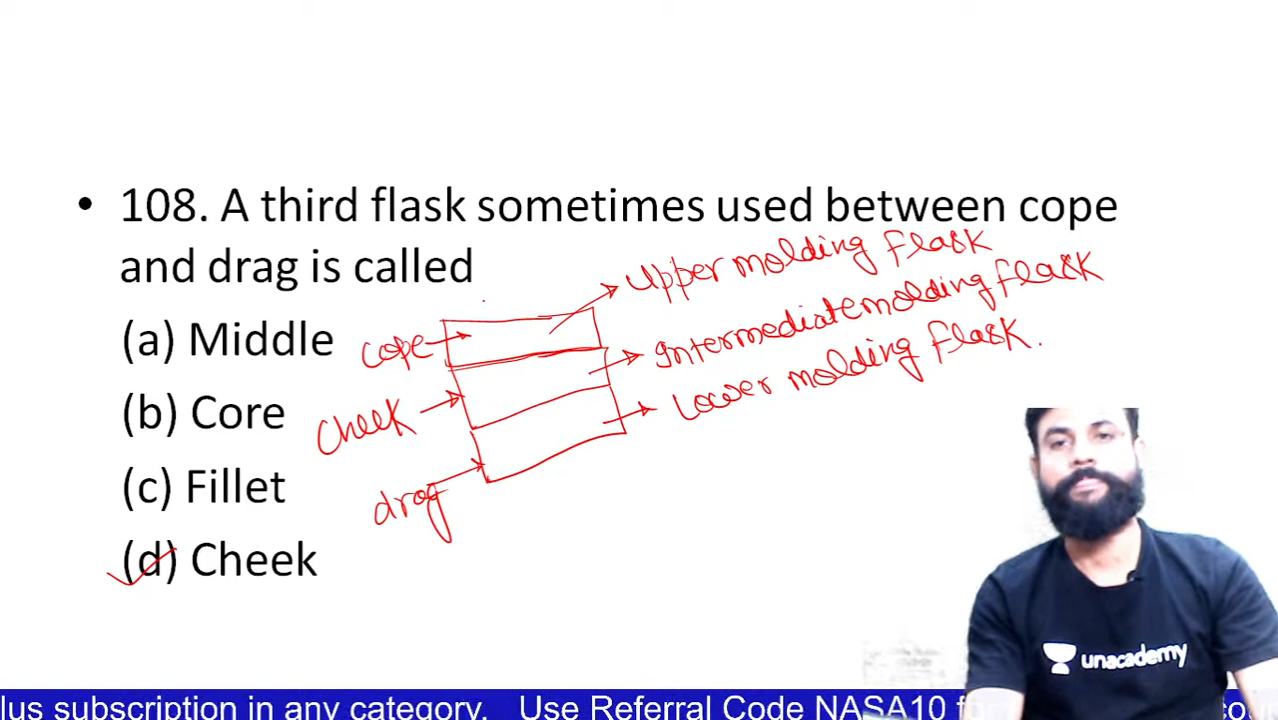 • 108. A third flask sometimes used between cope
and drag is called
Upper molding flask
(a) Middle
cope
Intermediate molding flask
Lower molding flask.
(b) Core
Cheek
(c) Fillet
drag
(d) Cheek
unacademy
lus subscription in any category. Use Referral Code NASA10 for